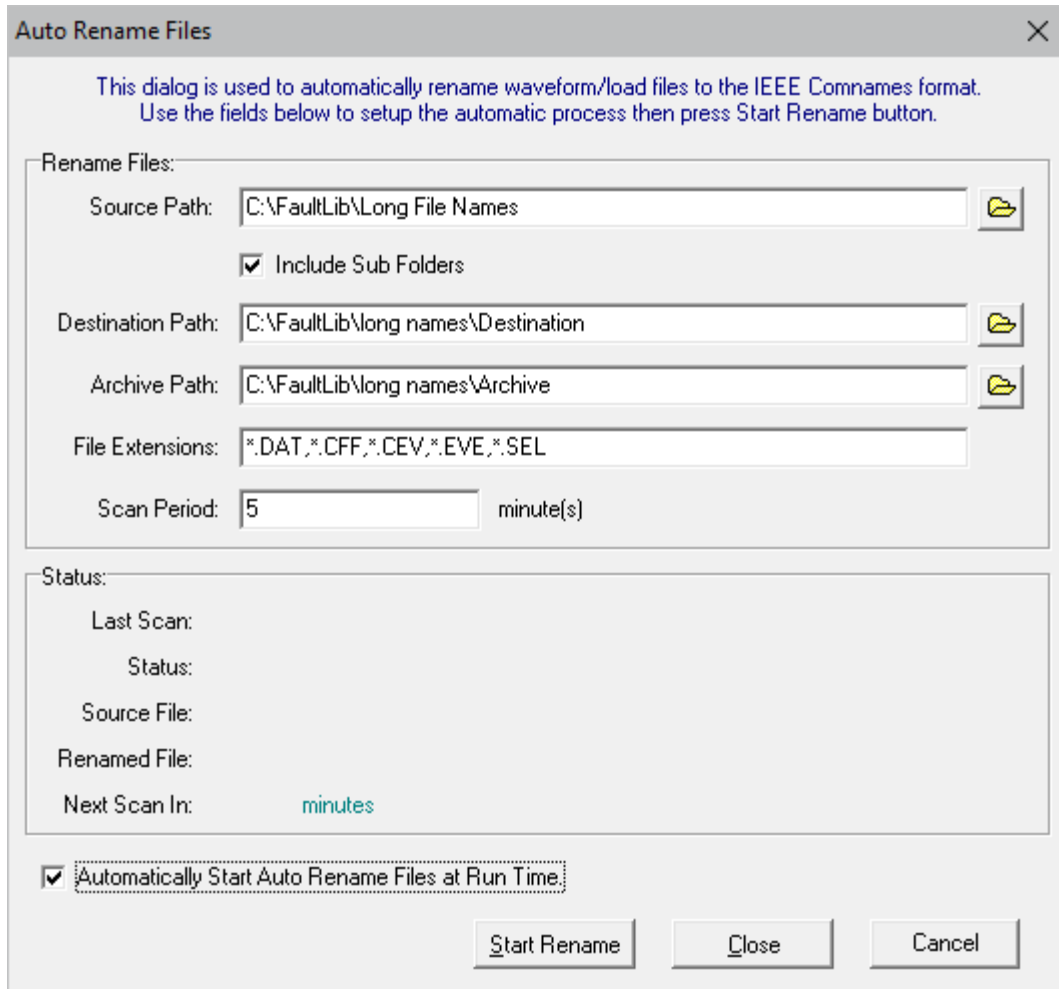 Auto Rename Files
This dialog is used to automatically rename waveform/load files to the IEEE Comnames format.
Use the fields below to setup the automatic process then press Start Rename button.
Rename Files:
Source Path: C:\FaultLib\Long File Names
Include Sub Folders
Destination Path: C:\FaultLib\long names\Destination
Archive Path: C:\FaultLib\long names\Archive
File Extensions: *.DAT,*.CFF,*.CEV,*.EVE,*.SEL
Scan Period: 5 minute(s)
Status:
Last Scan:
Status:
Source File:
Renamed File:
Next Scan In: minutes
Automatically Start Auto Rename Files at Run Time.
Start Rename Close Cancel